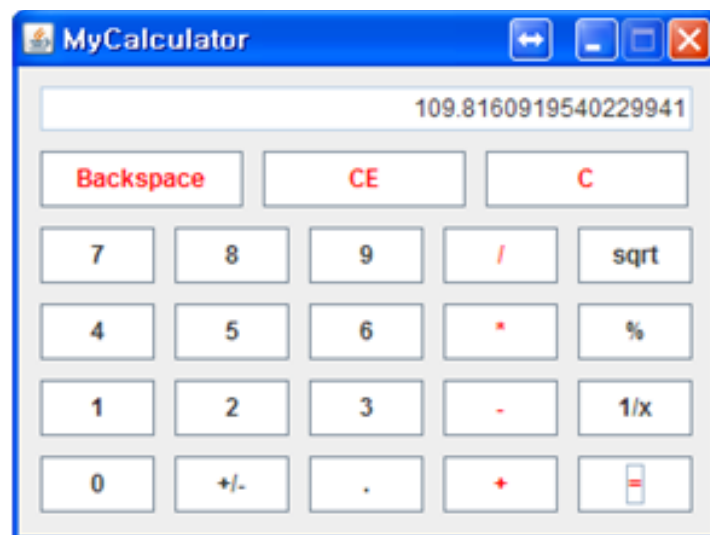 MyCalculator
109.8160919540229941
Backspace CE C
7 8 9 / sqrt
4 5 6 * %
1 2 3 - 1/x
0 +/- . + =